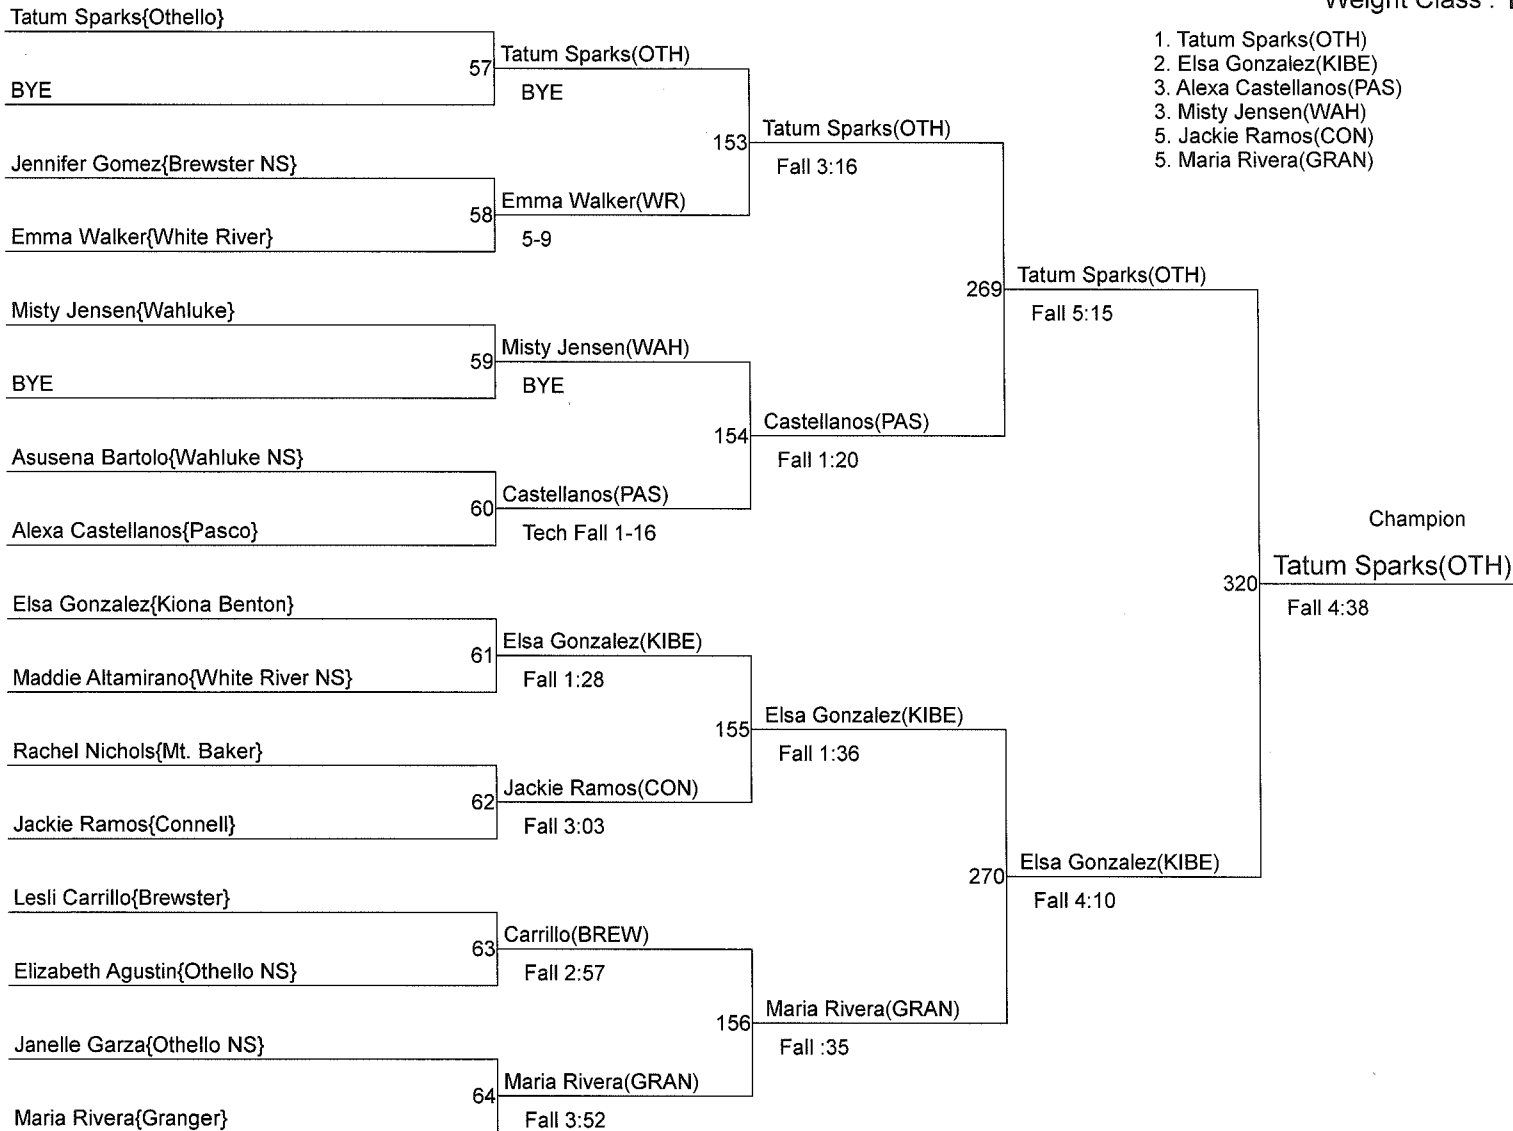 Weight Class :
1. Tatum Sparks(OTH)
2. Elsa Gonzalez(KIBE)
3. Alexa Castellanos(PAS)
3. Misty Jensen(WAH)
5. Jackie Ramos(CON)
5. Maria Rivera(GRAN)
Tatum Sparks{Othello}
BYE
Jennifer Gomez{Brewster NS}
Emma Walker{White River}
Misty Jensen{Wahluke}
BYE
Asusena Bartolo{Wahluke NS}
Alexa Castellanos{Pasco}
Elsa Gonzalez{Kiona Benton}
Maddie Altamirano{White River NS}
Rachel Nichols{Mt. Baker}
Jackie Ramos{Connell}
Lesli Carrillo{Brewster}
Elizabeth Agustin{Othello NS}
Janelle Garza{Othello NS}
Maria Rivera{Granger}
57 Tatum Sparks(OTH)
BYE
58 Emma Walker(WR)
5-9
59 Misty Jensen(WAH)
BYE
60 Castellanos(PAS)
Tech Fall 1-16
61 Elsa Gonzalez(KIBE)
Fall 1:28
62 Jackie Ramos(CON)
Fall 3:03
63 Carrillo(BREW)
Fall 2:57
64 Maria Rivera(GRAN)
Fall 3:52
153 Tatum Sparks(OTH)
Fall 3:16
154 Castellanos(PAS)
Fall 1:20
155 Elsa Gonzalez(KIBE)
Fall 1:36
156 Maria Rivera(GRAN)
Fall :35
269 Tatum Sparks(OTH)
Fall 5:15
270 Elsa Gonzalez(KIBE)
Fall 4:10
Champion
320 Tatum Sparks(OTH)
Fall 4:38